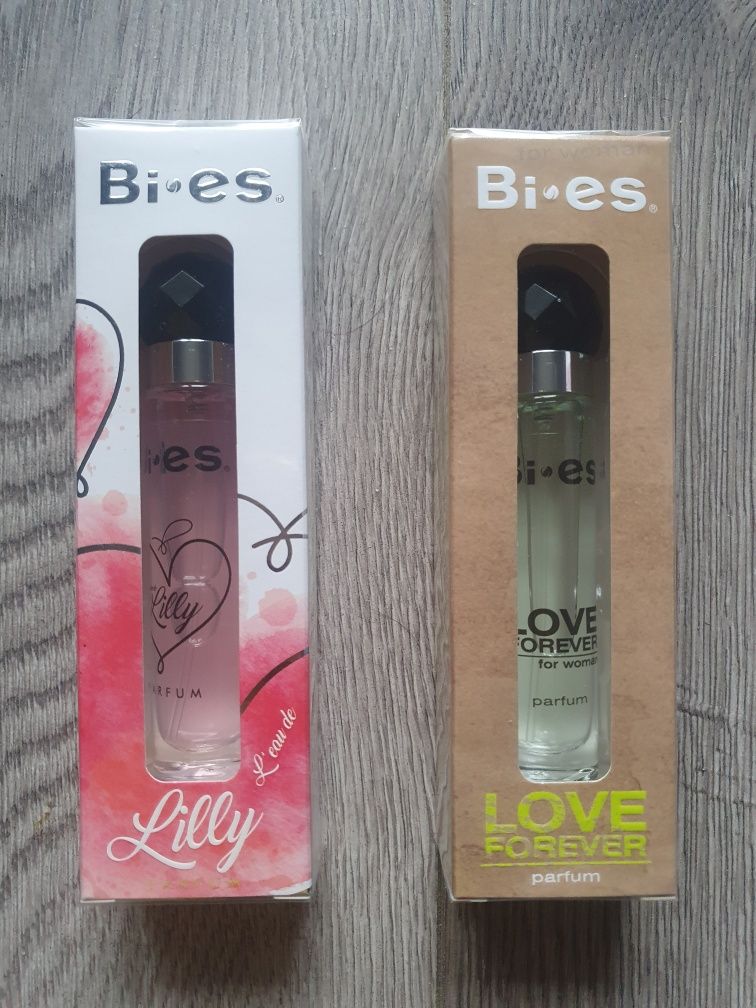 Bi·es®
Bi·es®
L'eau de
Lilly
Lilly
PARFUM
for woman
Bi·es®
Bi·es
LOVE
FOREVER
for woman
parfum
LOVE
FOREVER
parfum